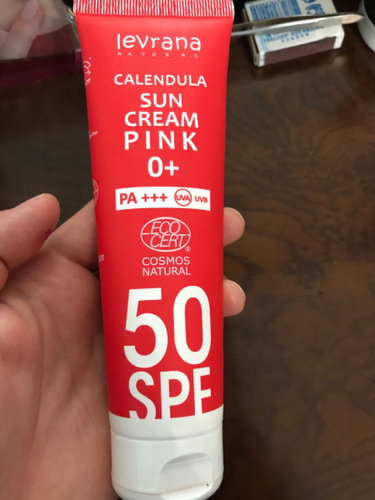 levrana
NATURAL
CALENDULA
SUN
CREAM
PINK
0+
PA +++ UVA UVB
ECO
CERT®
COSMOS
NATURAL
50
SPF